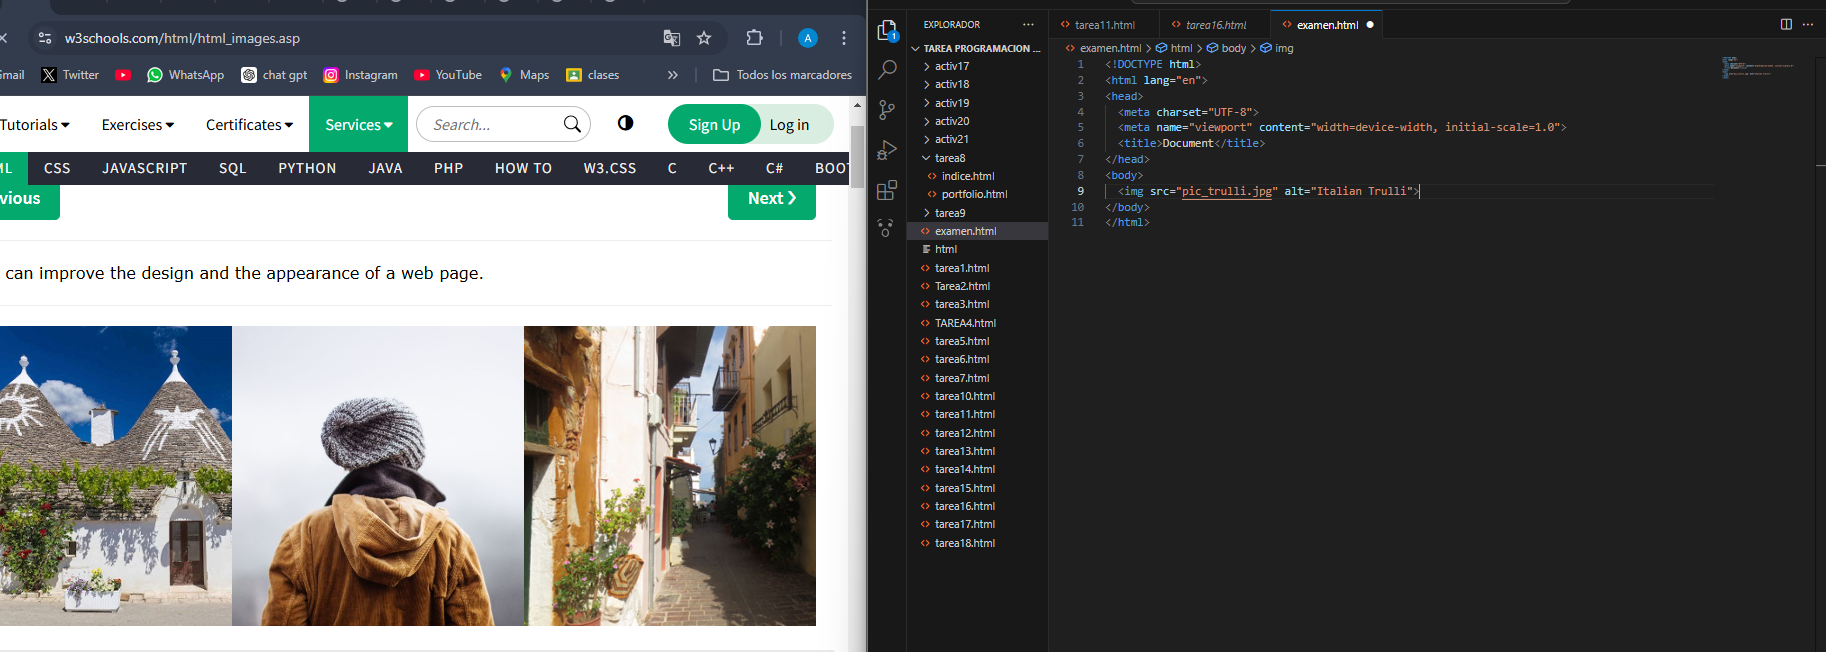 w3schools.com/html/html_images.asp
A
Gmail Twitter WhatsApp chat gpt Instagram YouTube Maps clases » Todos los marcadores
Tutorials Exercises Certificates Services Search... Sign Up Log in
CSS JAVASCRIPT SQL PYTHON JAVA PHP HOW TO W3.CSS C C++ C#
Next ❯
can improve the design and the appearance of a web page.
1
EXPLORADOR ···
TAREA PROGRAMACION ...
activ17
activ18
activ19
activ20
activ21
tarea8
indice.html
portfolio.html
tarea9
examen.html
html
tarea1.html
Tarea2.html
tarea3.html
TAREA4.html
tarea5.html
tarea6.html
tarea7.html
tarea10.html
tarea11.html
tarea12.html
tarea13.html
tarea14.html
tarea15.html
tarea16.html
tarea17.html
tarea18.html
tarea11.html tarea16.html examen.html
examen.html > html > body > img
1 <!DOCTYPE html>
2 <html lang="en">
3 <head>
4 <meta charset="UTF-8">
5 <meta name="viewport" content="width=device-width, initial-scale=1.0">
6 <title>Document</title>
7 </head>
8 <body>
9 <img src="pic_trulli.jpg" alt="Italian Trulli">
10 </body>
11 </html>